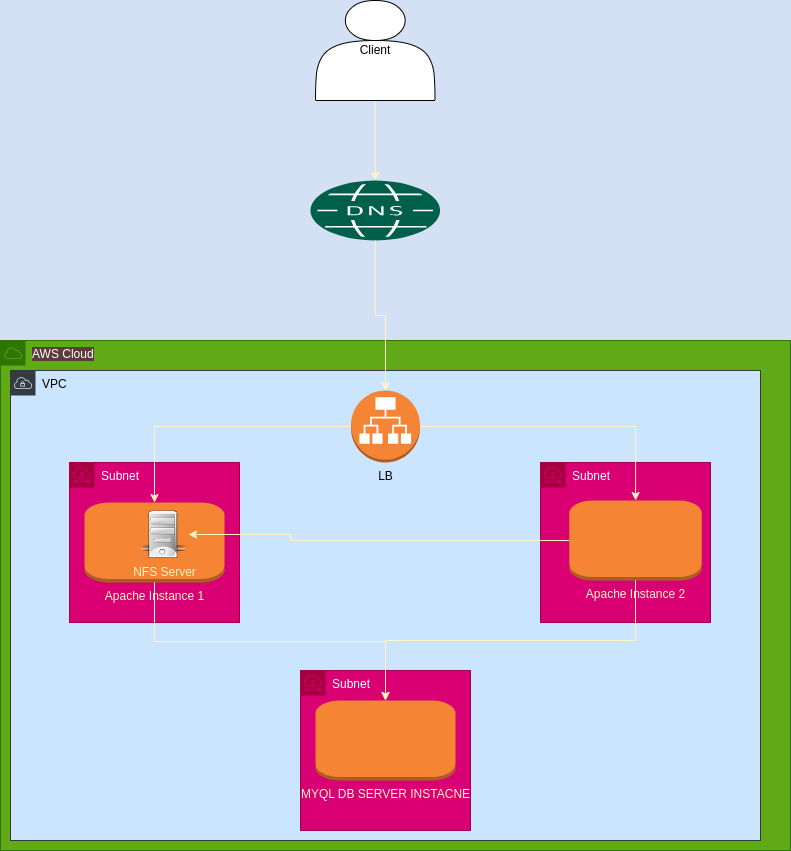 Client
DNS
AWS Cloud
VPC
LB
Subnet
Subnet
NFS Server
Apache Instance 1
Apache Instance 2
Subnet
MYQL DB SERVER INSTACNE